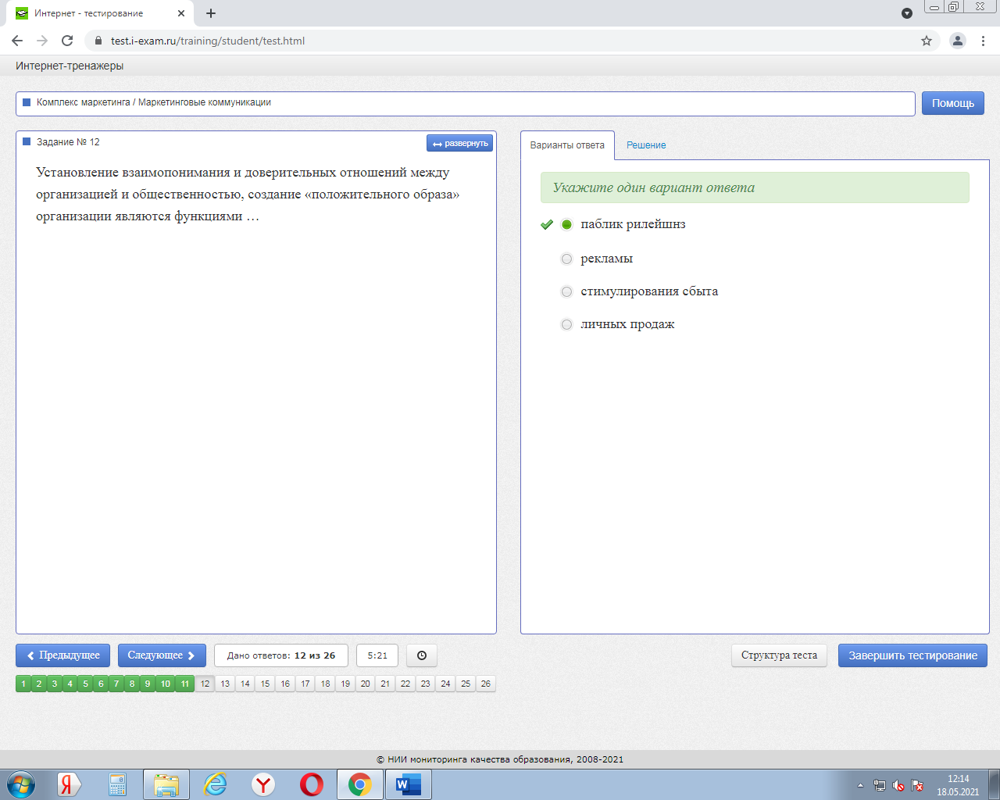 Интернет - тестирование
test.i-exam.ru/training/student/test.html
Интернет-тренажеры
Комплекс маркетинга / Маркетинговые коммуникации
Помощь
Задание № 12
развернуть
Установление взаимопонимания и доверительных отношений между
организацией и общественностью, создание «положительного образа»
организации являются функциями …
Варианты ответа
Решение
Укажите один вариант ответа
паблик рилейшнз
рекламы
стимулирования сбыта
личных продаж
Предыдущее
Следующее
Дано ответов: 12 из 26
5:21
Структура теста
Завершить тестирование
1 2 3 4 5 6 7 8 9 10 11 12 13 14 15 16 17 18 19 20 21 22 23 24 25 26
© НИИ мониторинга качества образования, 2008-2021
12:14
18.05.2021